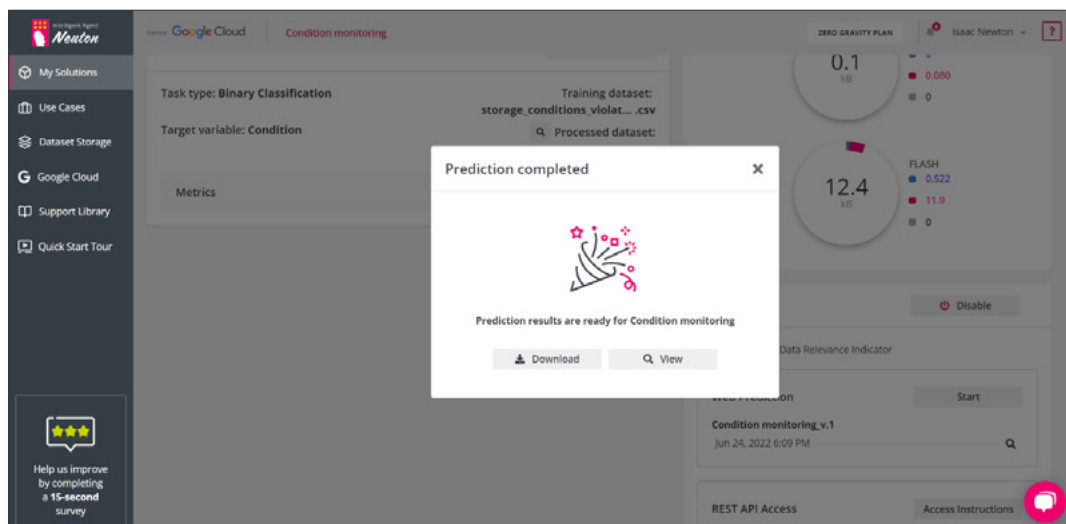 Intelligent Agent
Neuton
Google Cloud
Condition monitoring
ZERO GRAVITY PLAN
Isaac Newton
?
My Solutions
Use Cases
Dataset Storage
Google Cloud
Support Library
Quick Start Tour
Help us improve
by completing
a 15-second
survey
Task type: Binary Classification
Target variable: Condition
Training dataset:
storage_conditions_violat... .csv
Processed dataset:
Metrics
0.1
kB
0.080
0
12.4
kB
FLASH
0.522
11.9
0
Prediction completed
Prediction results are ready for Condition monitoring
Download
View
Disable
Data Relevance Indicator
Web Prediction
Start
Condition monitoring_v.1
Jun 24, 2022 6:09 PM
REST API Access
Access Instructions